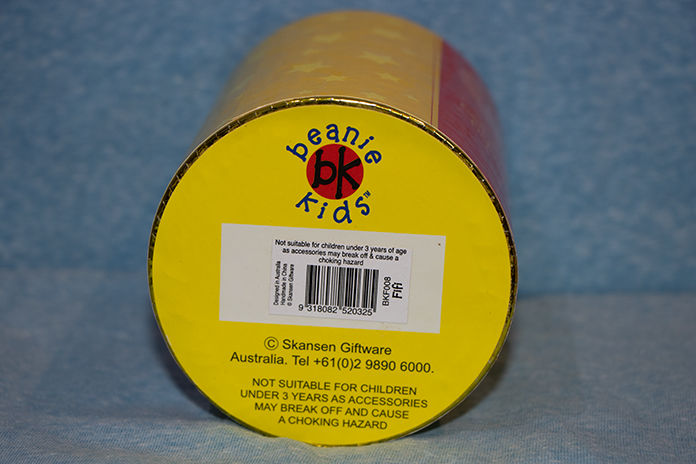 beanie
bk
kids™
Not suitable for children under 3 years of age
as accessories may break off & cause a
choking hazard
Designed in Australia
Handmade in China
© Skansen Giftware
9 318082 520325
BKF008
Fifi
© Skansen Giftware
Australia. Tel +61(0)2 9890 6000.
NOT SUITABLE FOR CHILDREN
UNDER 3 YEARS AS ACCESSORIES
MAY BREAK OFF AND CAUSE
A CHOKING HAZARD